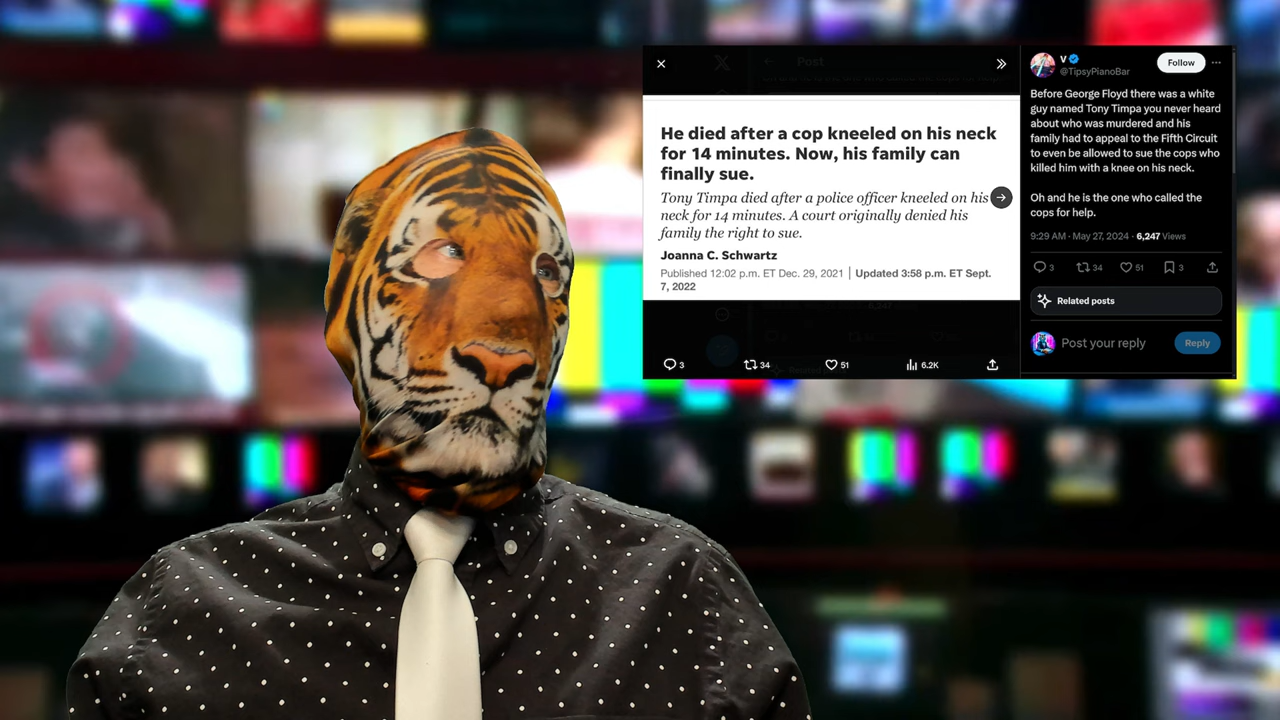 Post
He died after a cop kneeled on his neck
for 14 minutes. Now, his family can
finally sue.
Tony Timpa died after a police officer kneeled on his
neck for 14 minutes. A court originally denied his
family the right to sue.
Joanna C. Schwartz
Published 12:02 p.m. ET Dec. 29, 2021 | Updated 3:58 p.m. ET Sept.
7, 2022
3 34 51 6.2K
V
@TipsyPianoBar
Follow
Before George Floyd there was a white
guy named Tony Timpa you never heard
about who was murdered and his
family had to appeal to the Fifth Circuit
to even be allowed to sue the cops who
killed him with a knee on his neck.
Oh and he is the one who called the
cops for help.
9:29 AM · May 27, 2024 · 6,247 Views
3 34 51 3
Related posts
Post your reply
Reply